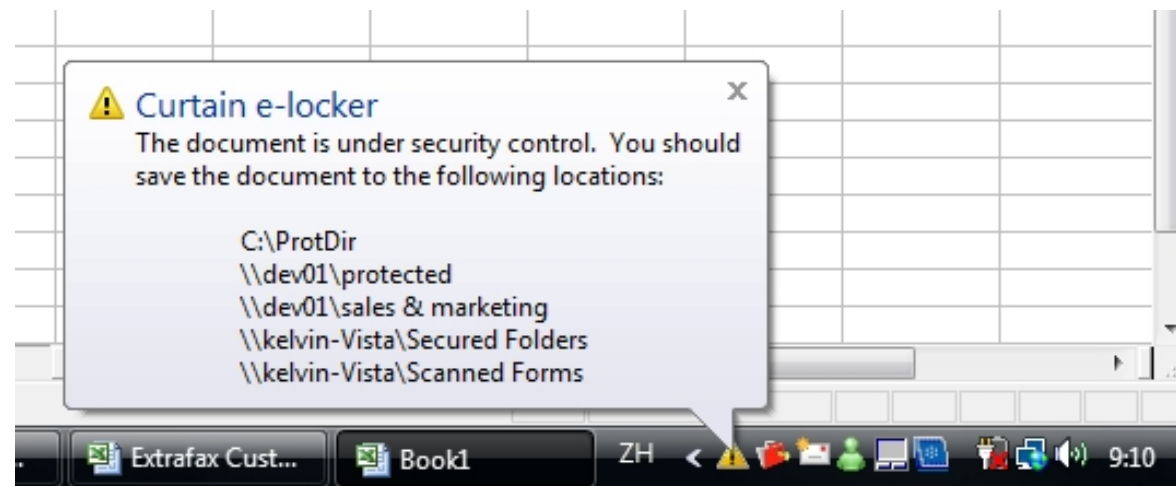 Curtain e-locker
The document is under security control.  You should
save the document to the following locations:
C:\ProtDir
\\dev01\protected
\\dev01\sales & marketing
\\kelvin-Vista\Secured Folders
\\kelvin-Vista\Scanned Forms
Extrafax Cust... Book1 ZH 9:10